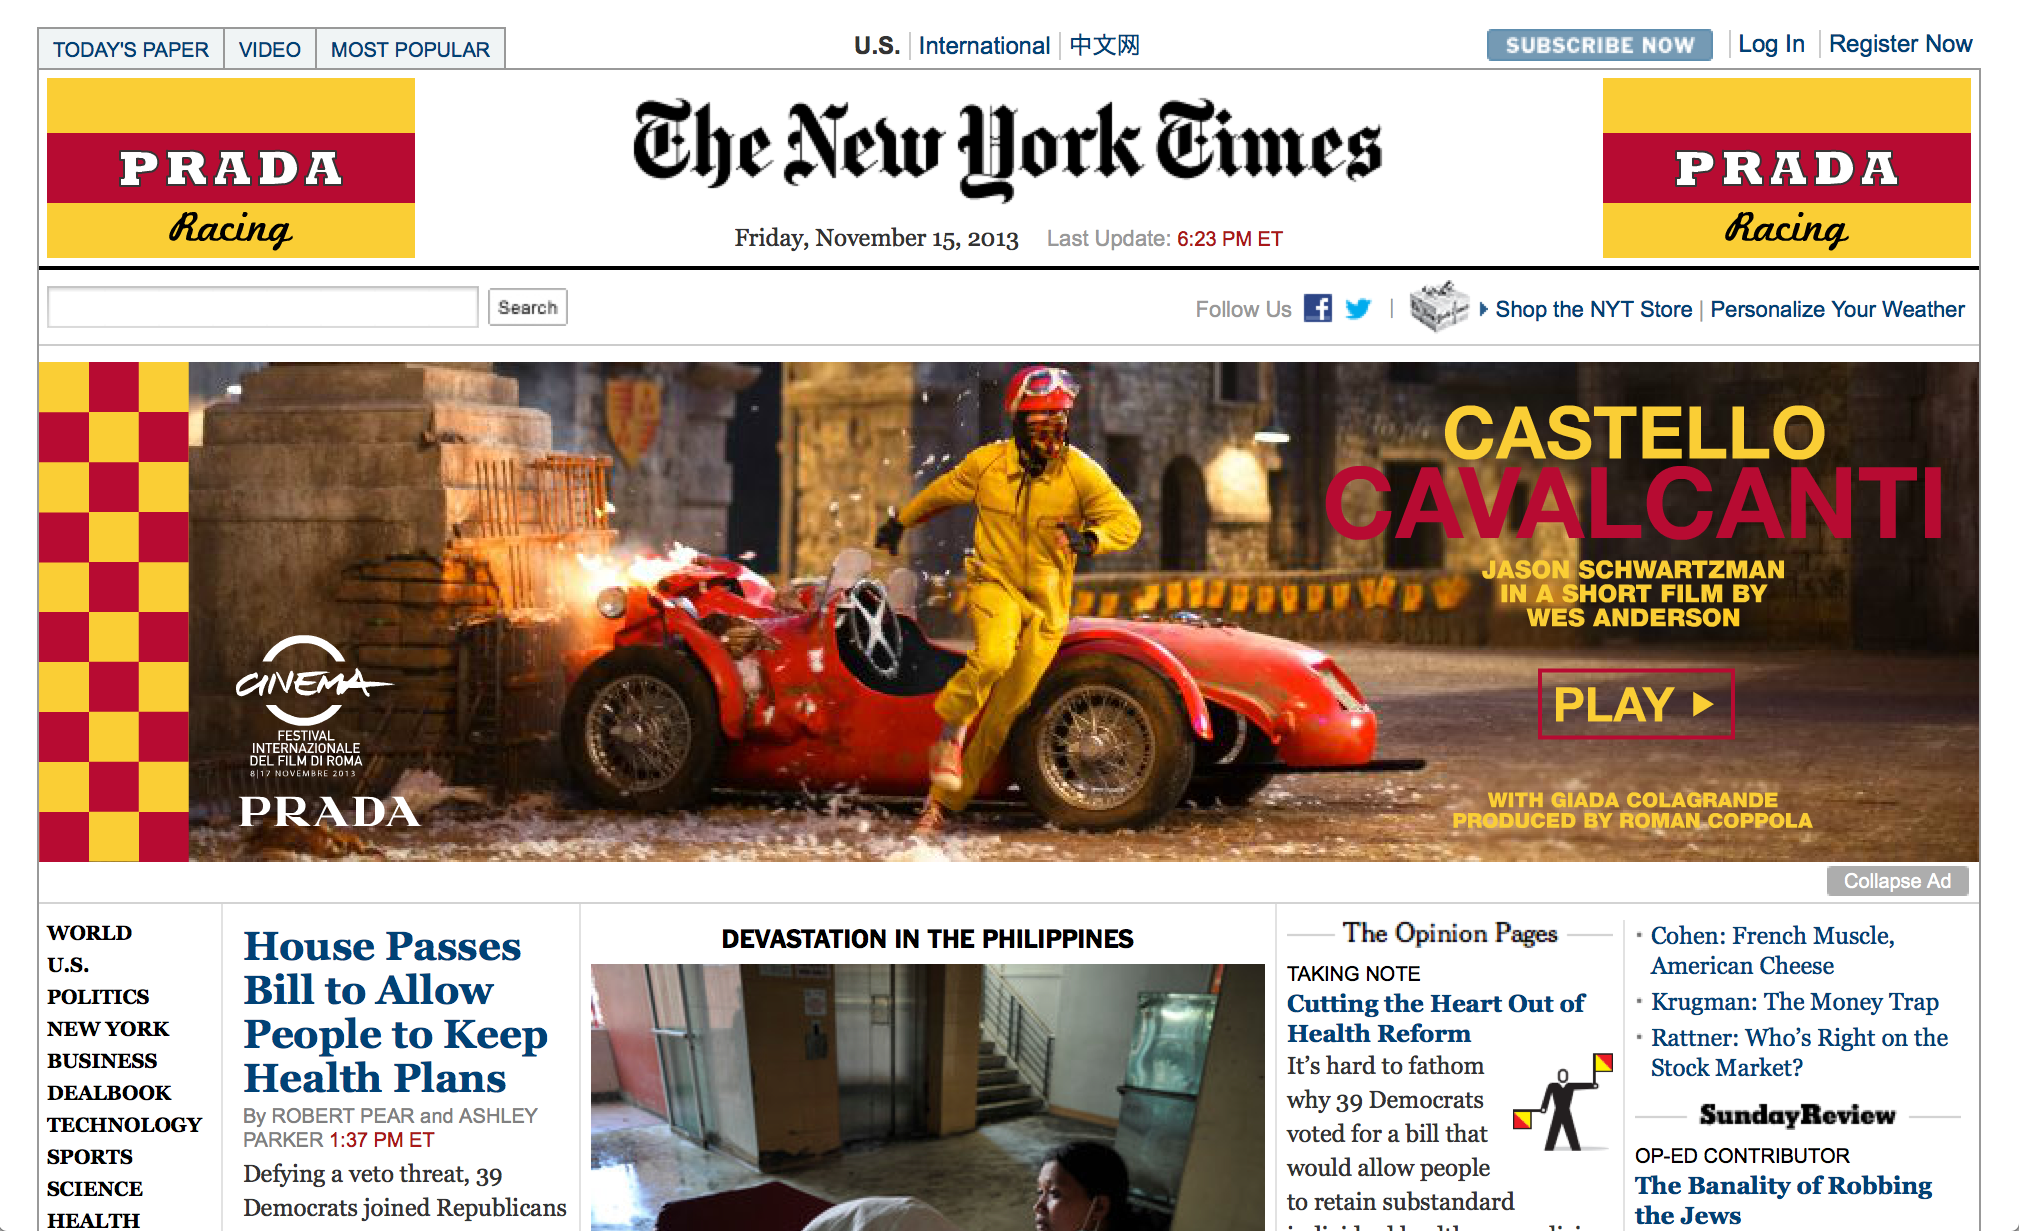 TODAY'S PAPER
VIDEO
MOST POPULAR
U.S.
International
中文网
SUBSCRIBE NOW
Log In
Register Now
PRADA
Racing
The New York Times
Friday, November 15, 2013
Last Update: 6:23 PM ET
PRADA
Racing
Search
Follow Us
Shop the NYT Store | Personalize Your Weather
CASTELLO
CAVALCANTI
JASON SCHWARTZMAN
IN A SHORT FILM BY
WES ANDERSON
PLAY
WITH GIADA COLAGRANDE
PRODUCED BY ROMAN COPPOLA
CINEMA
FESTIVAL
INTERNAZIONALE
DEL FILM DI ROMA
8|17 NOVEMBRE 2013
PRADA
Collapse Ad
WORLD
U.S.
POLITICS
NEW YORK
BUSINESS
DEALBOOK
TECHNOLOGY
SPORTS
SCIENCE
HEALTH
House Passes
Bill to Allow
People to Keep
Health Plans
By ROBERT PEAR and ASHLEY
PARKER 1:37 PM ET
Defying a veto threat, 39
Democrats joined Republicans
DEVASTATION IN THE PHILIPPINES
The Opinion Pages
TAKING NOTE
Cutting the Heart Out of
Health Reform
It's hard to fathom
why 39 Democrats
voted for a bill that
would allow people
to retain substandard
Cohen: French Muscle,
American Cheese
Krugman: The Money Trap
Rattner: Who's Right on the
Stock Market?
SundayReview
OP-ED CONTRIBUTOR
The Banality of Robbing
the Jews